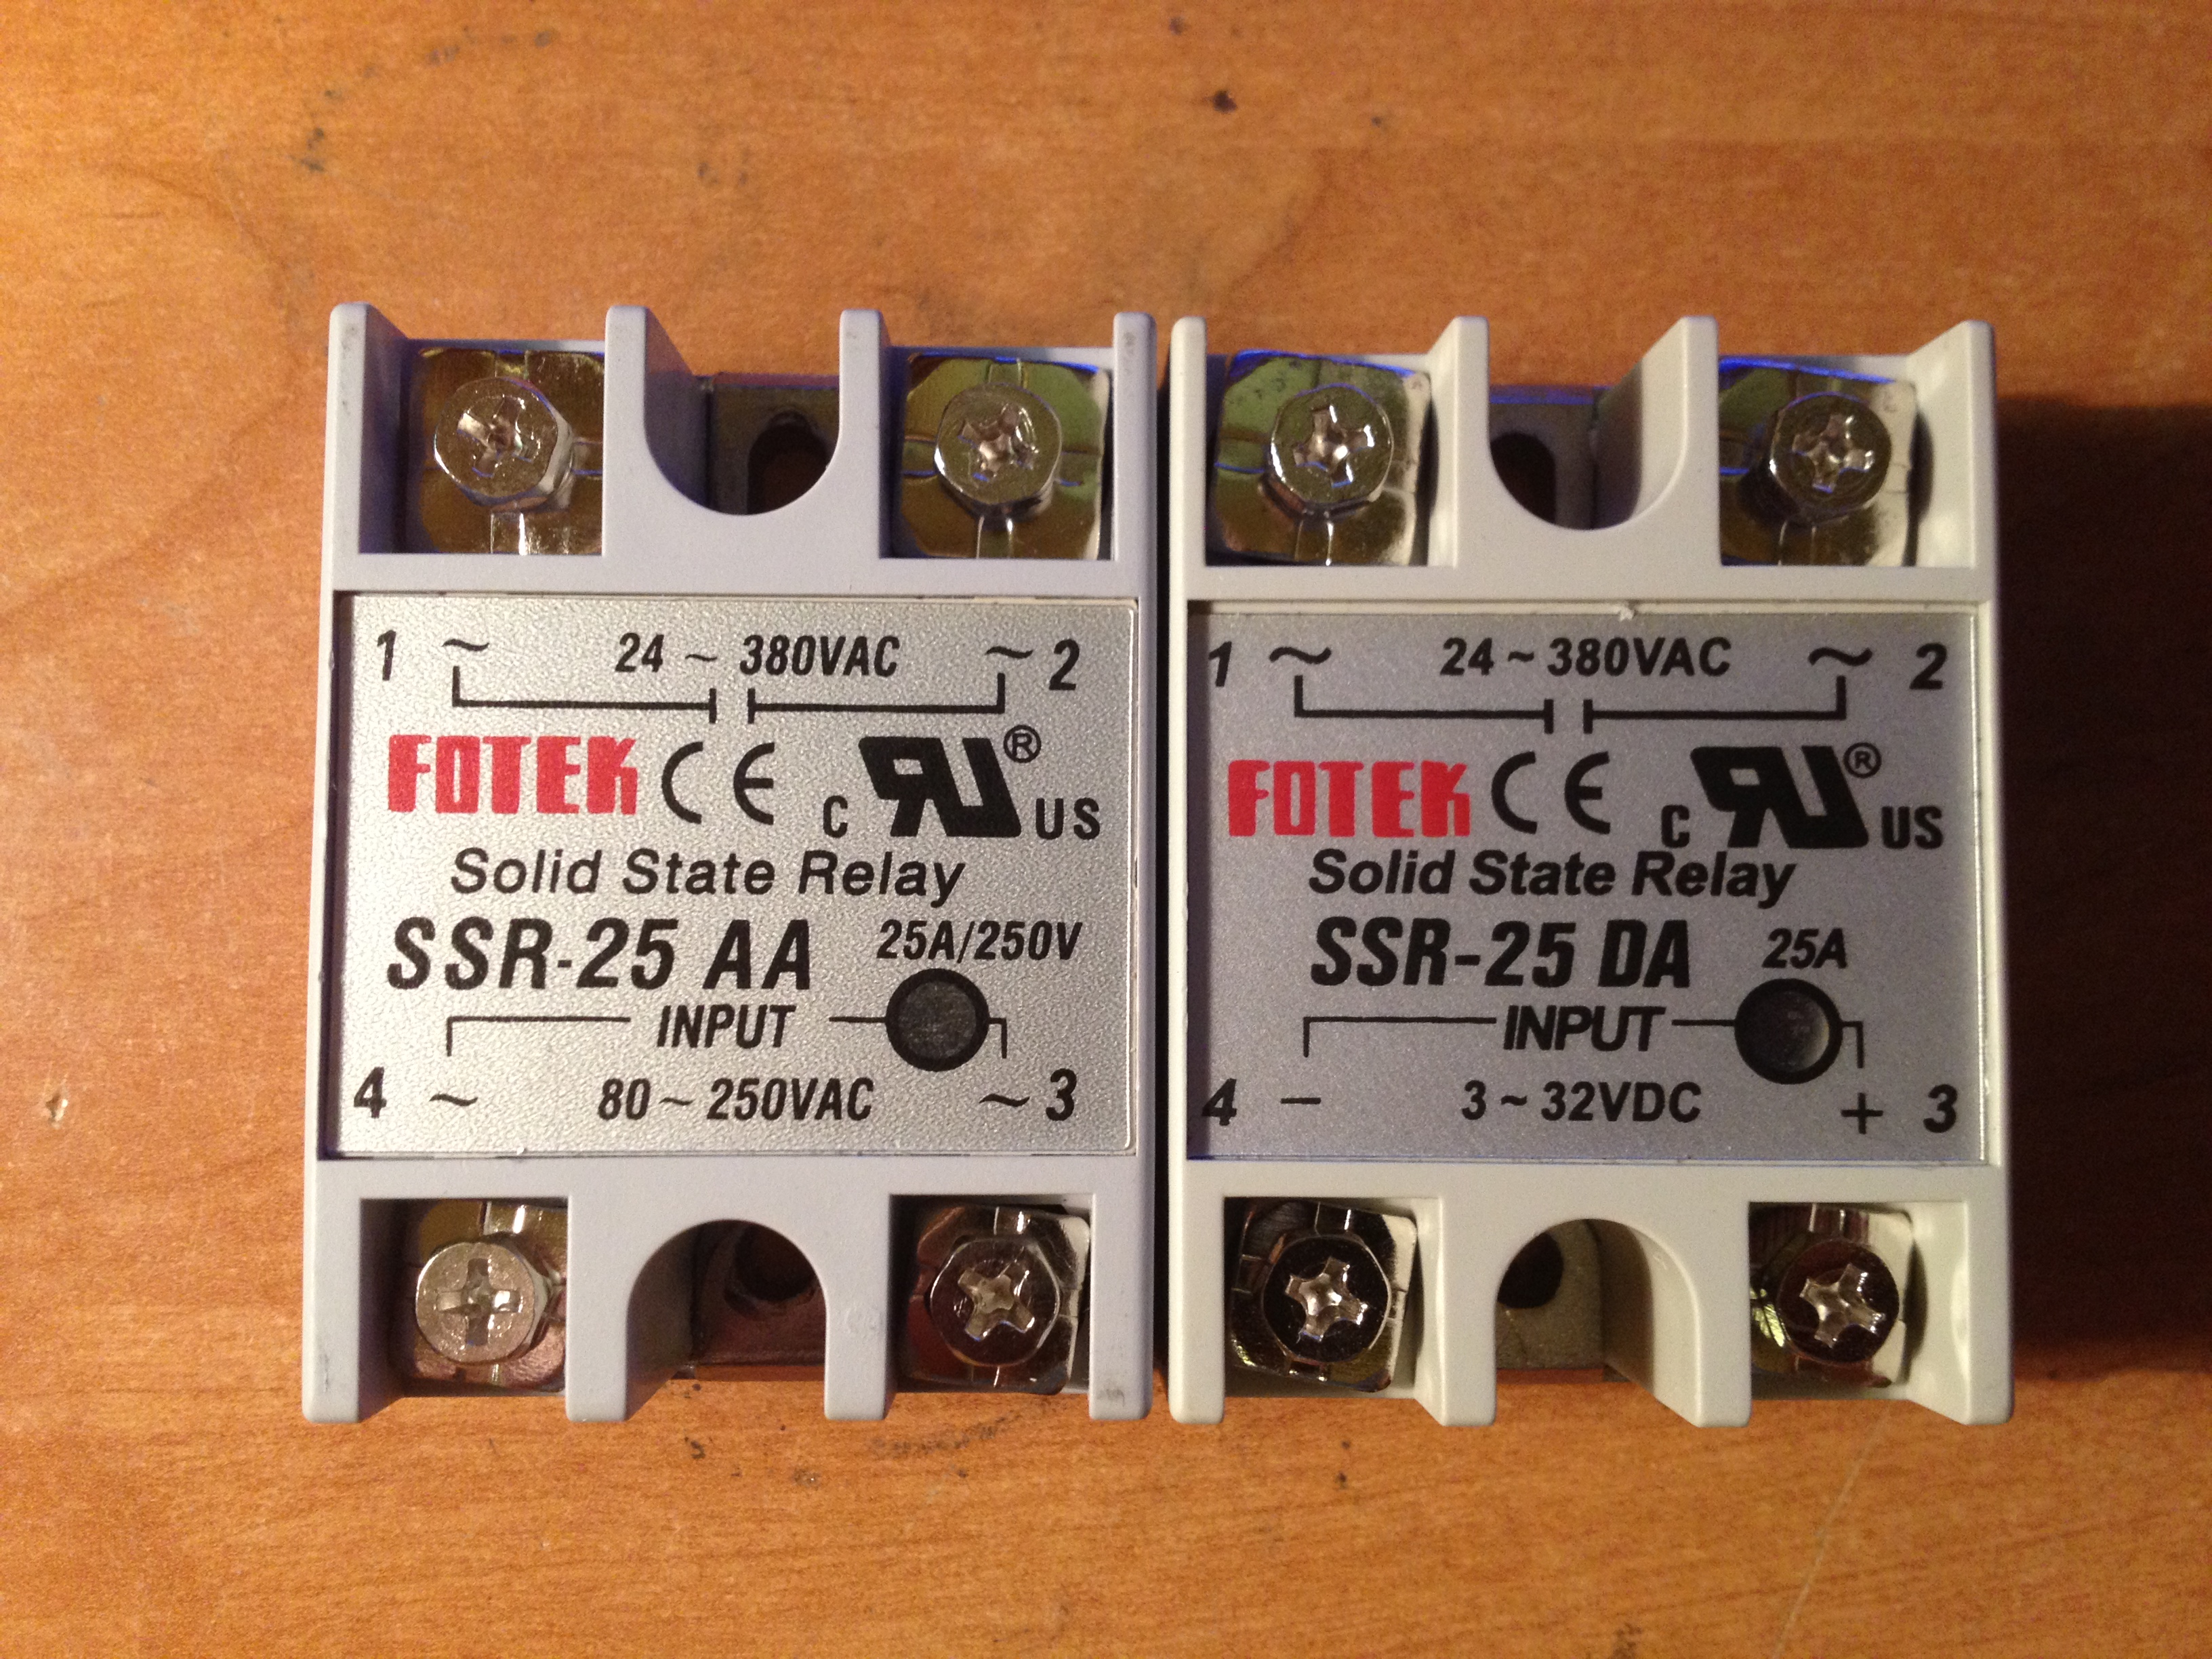 1 ~ 24 ~ 380VAC ~ 2
FOTEK CE c RU ® US
Solid State Relay
SSR-25 AA 25A/250V
INPUT
4 ~ 80 ~ 250VAC ~ 3
1 ~ 24 ~ 380VAC ~ 2
FOTEK CE c RU ® US
Solid State Relay
SSR-25 DA 25A
INPUT
4 – 3 ~ 32VDC + 3